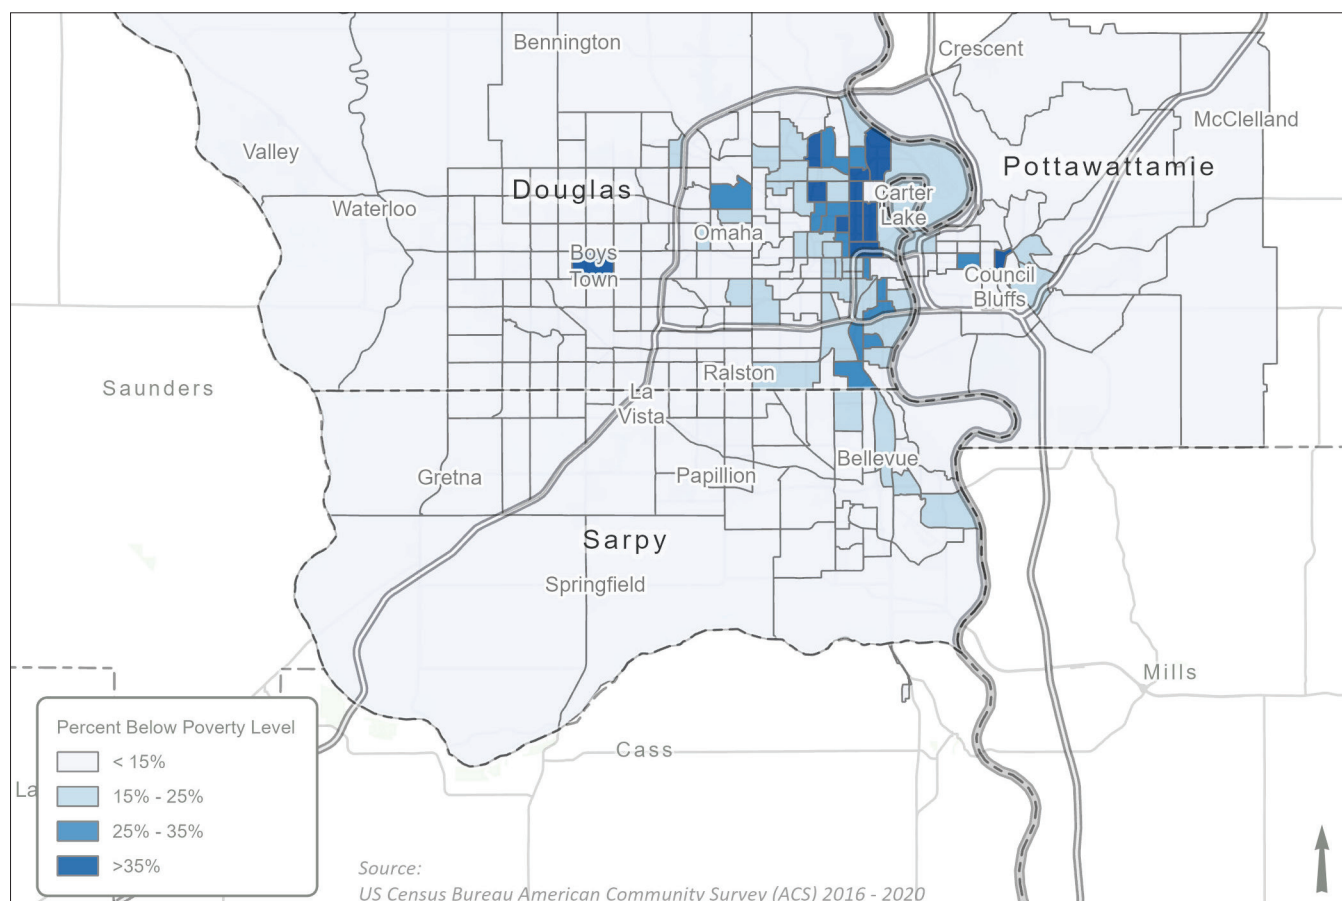 Bennington
Crescent
McClelland
Valley
Pottawattamie
Douglas
Carter
Lake
Waterloo
Omaha
Boys
Town
Council
Bluffs
Saunders
Ralston
La
Vista
Bellevue
Gretna
Papillion
Sarpy
Springfield
Mills
Cass
La
Percent Below Poverty Level
< 15%
15% - 25%
25% - 35%
>35%
Source:
US Census Bureau American Community Survey (ACS) 2016 - 2020